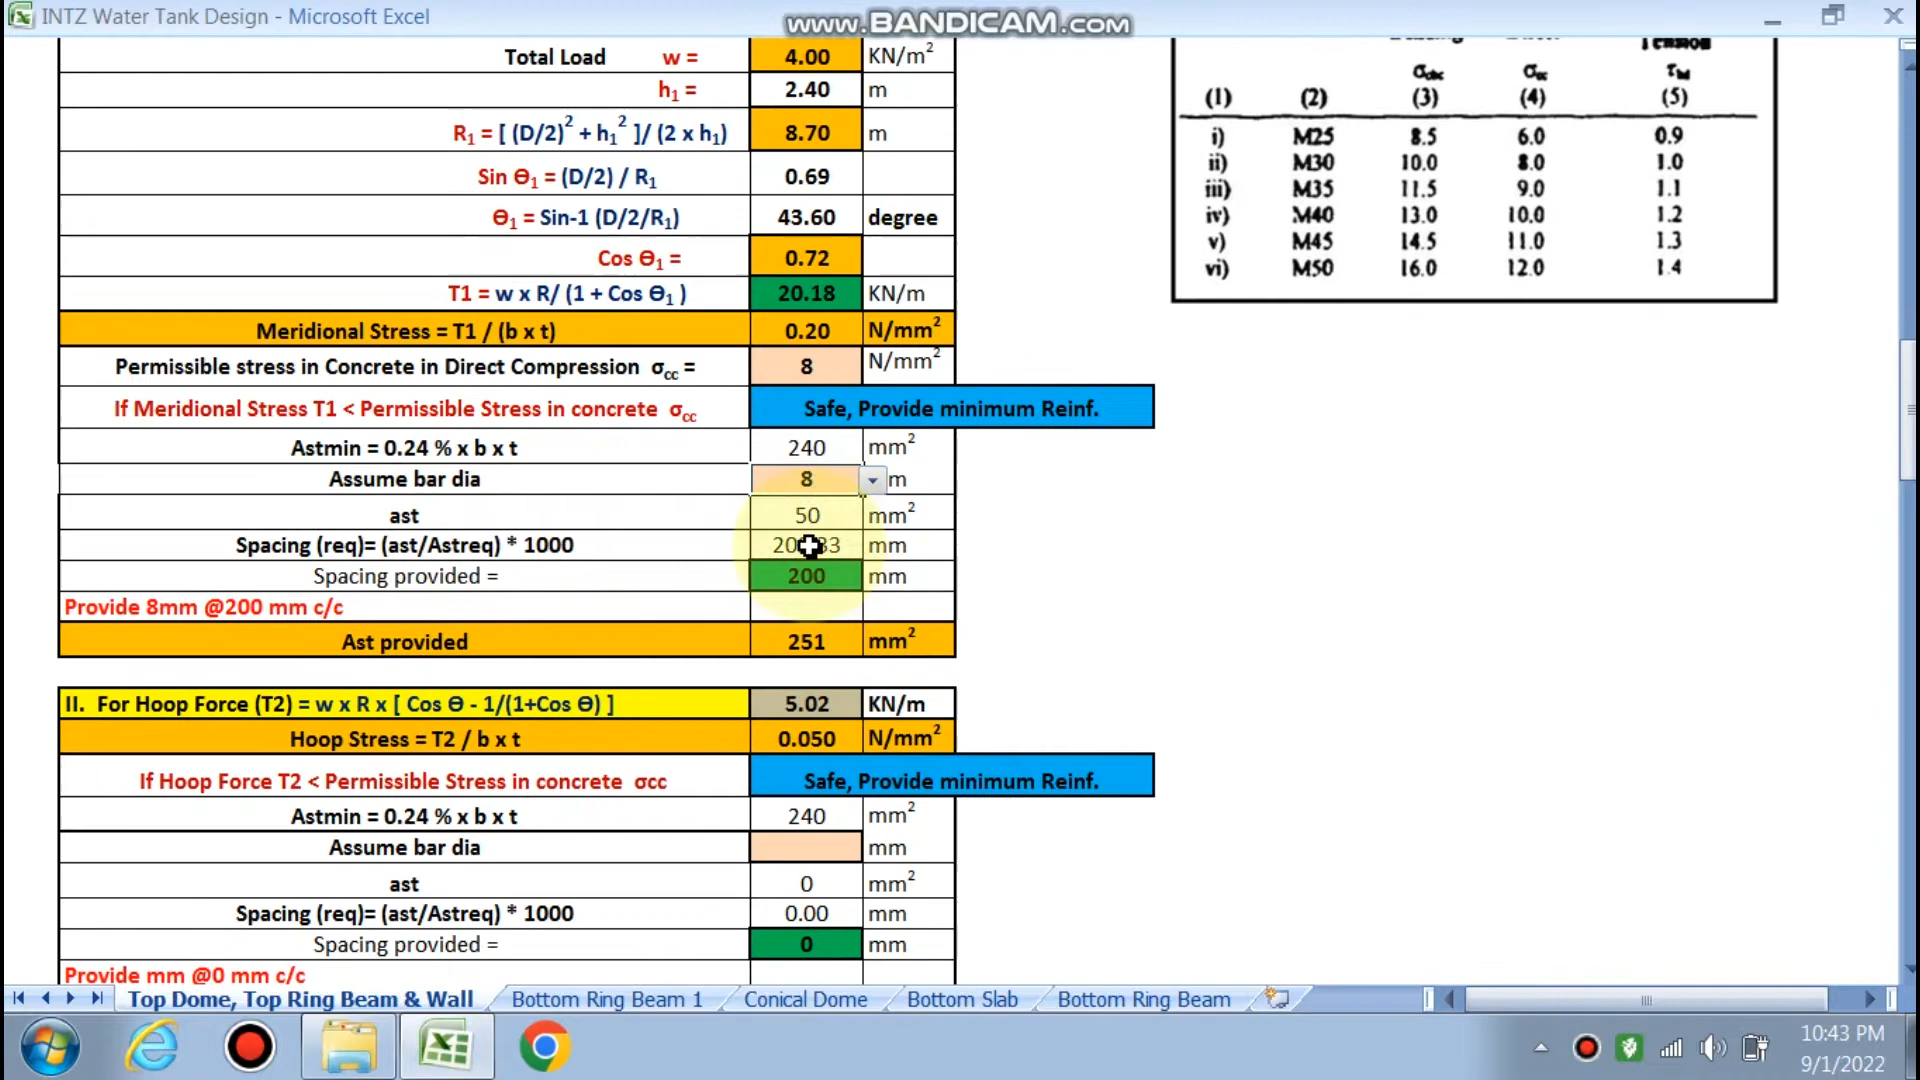 INTZ Water Tank Design - Microsoft Excel
www.BANDICAM.com
Total Load w = 4.00 KN/m²
h₁ = 2.40 m
R₁ = [ (D/2)² + h₁² ]/ (2 x h₁) 8.70 m
Sin Ө₁ = (D/2) / R₁ 0.69
Ө₁ = Sin-1 (D/2/R₁) 43.60 degree
Cos Ө₁ = 0.72
T1 = w x R/ (1 + Cos Ө₁ ) 20.18 KN/m
Meridional Stress = T1 / (b x t) 0.20 N/mm²
Permissible stress in Concrete in Direct Compression σcc = 8 N/mm²
If Meridional Stress T1 < Permissible Stress in concrete σcc Safe, Provide minimum Reinf.
Astmin = 0.24 % x b x t 240 mm²
Assume bar dia 8 m
ast 50 mm²
Spacing (req)= (ast/Astreq) * 1000 mm
Spacing provided = 200 mm
Provide 8mm @200 mm c/c
Ast provided 251 mm²
II. For Hoop Force (T2) = w x R x [ Cos Ө - 1/(1+Cos Ө) ] 5.02 KN/m
Hoop Stress = T2 / b x t 0.050 N/mm²
If Hoop Force T2 < Permissible Stress in concrete σcc Safe, Provide minimum Reinf.
Astmin = 0.24 % x b x t 240 mm²
Assume bar dia mm
ast 0 mm²
Spacing (req)= (ast/Astreq) * 1000 0.00 mm
Spacing provided = 0 mm
Provide mm @0 mm c/c
Tension
σcbc σcc τbd
(1) (2) (3) (4) (5)
i) M25 8.5 6.0 0.9
ii) M30 10.0 8.0 1.0
iii) M35 11.5 9.0 1.1
iv) M40 13.0 10.0 1.2
v) M45 14.5 11.0 1.3
vi) M50 16.0 12.0 1.4
Top Dome, Top Ring Beam & Wall Bottom Ring Beam 1 Conical Dome Bottom Slab Bottom Ring Beam
10:43 PM
9/1/2022